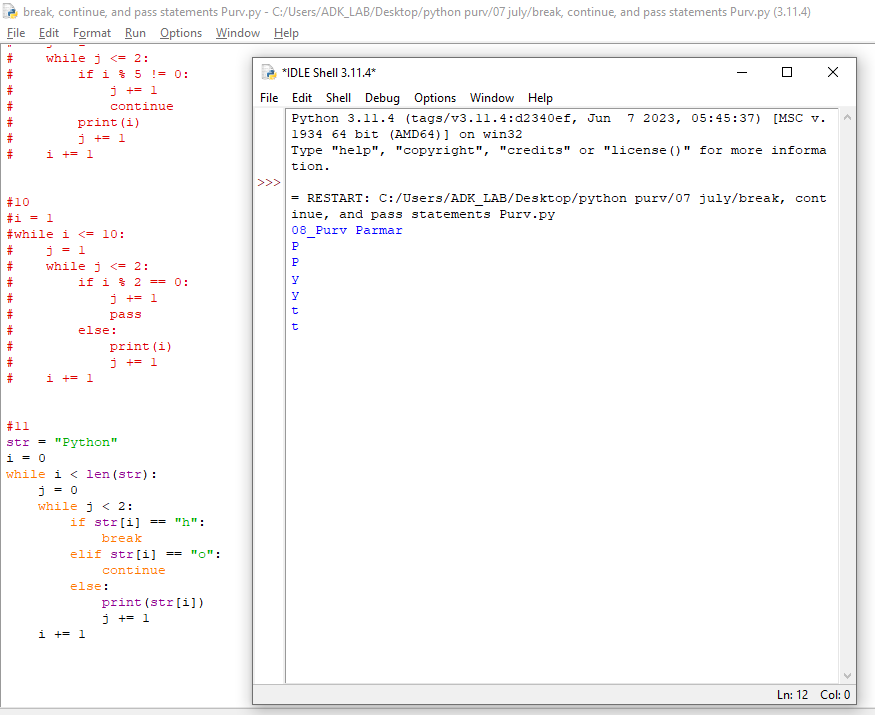 break, continue, and pass statements Purv.py - C:/Users/ADK_LAB/Desktop/python purv/07 july/break, continue, and pass statements Purv.py (3.11.4)
File Edit Format Run Options Window Help
#    while j <= 2:
#        if i % 5 != 0:
#            j += 1
#            continue
#        print(i)
#        j += 1
#    i += 1
#10
#i = 1
#while i <= 10:
#    j = 1
#    while j <= 2:
#        if i % 2 == 0:
#            j += 1
#            pass
#        else:
#            print(i)
#            j += 1
#    i += 1
#11
str = "Python"
i = 0
while i < len(str):
    j = 0
    while j < 2:
        if str[i] == "h":
            break
        elif str[i] == "o":
            continue
        else:
            print(str[i])
            j += 1
    i += 1
*IDLE Shell 3.11.4*
File Edit Shell Debug Options Window Help
Python 3.11.4 (tags/v3.11.4:d2340ef, Jun  7 2023, 05:45:37) [MSC v.
1934 64 bit (AMD64)] on win32
Type "help", "copyright", "credits" or "license()" for more informa
tion.
>>>
= RESTART: C:/Users/ADK_LAB/Desktop/python purv/07 july/break, cont
inue, and pass statements Purv.py
08_Purv Parmar
P
P
y
y
t
t
Ln: 12 Col: 0